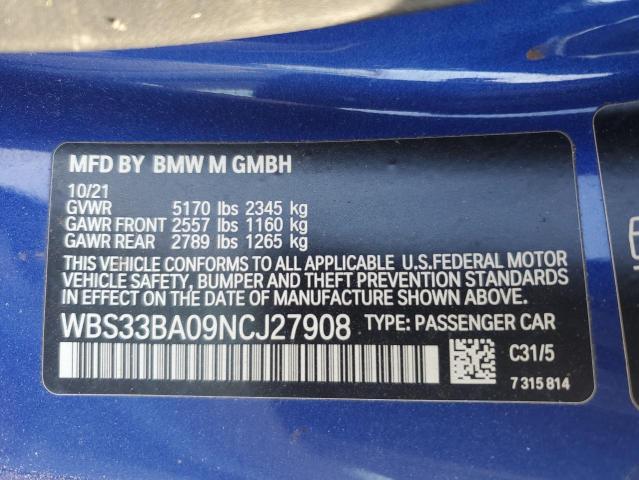 MFD BY BMW M GMBH
10/21
GVWR 5170 lbs 2345 kg
GAWR FRONT 2557 lbs 1160 kg
GAWR REAR 2789 lbs 1265 kg
THIS VEHICLE CONFORMS TO ALL APPLICABLE U.S.FEDERAL MOTOR
VEHICLE SAFETY, BUMPER AND THEFT PREVENTION STANDARDS
IN EFFECT ON THE DATE OF MANUFACTURE SHOWN ABOVE.
WBS33BA09NCJ27908 TYPE: PASSENGER CAR
C31/5
7 315 814